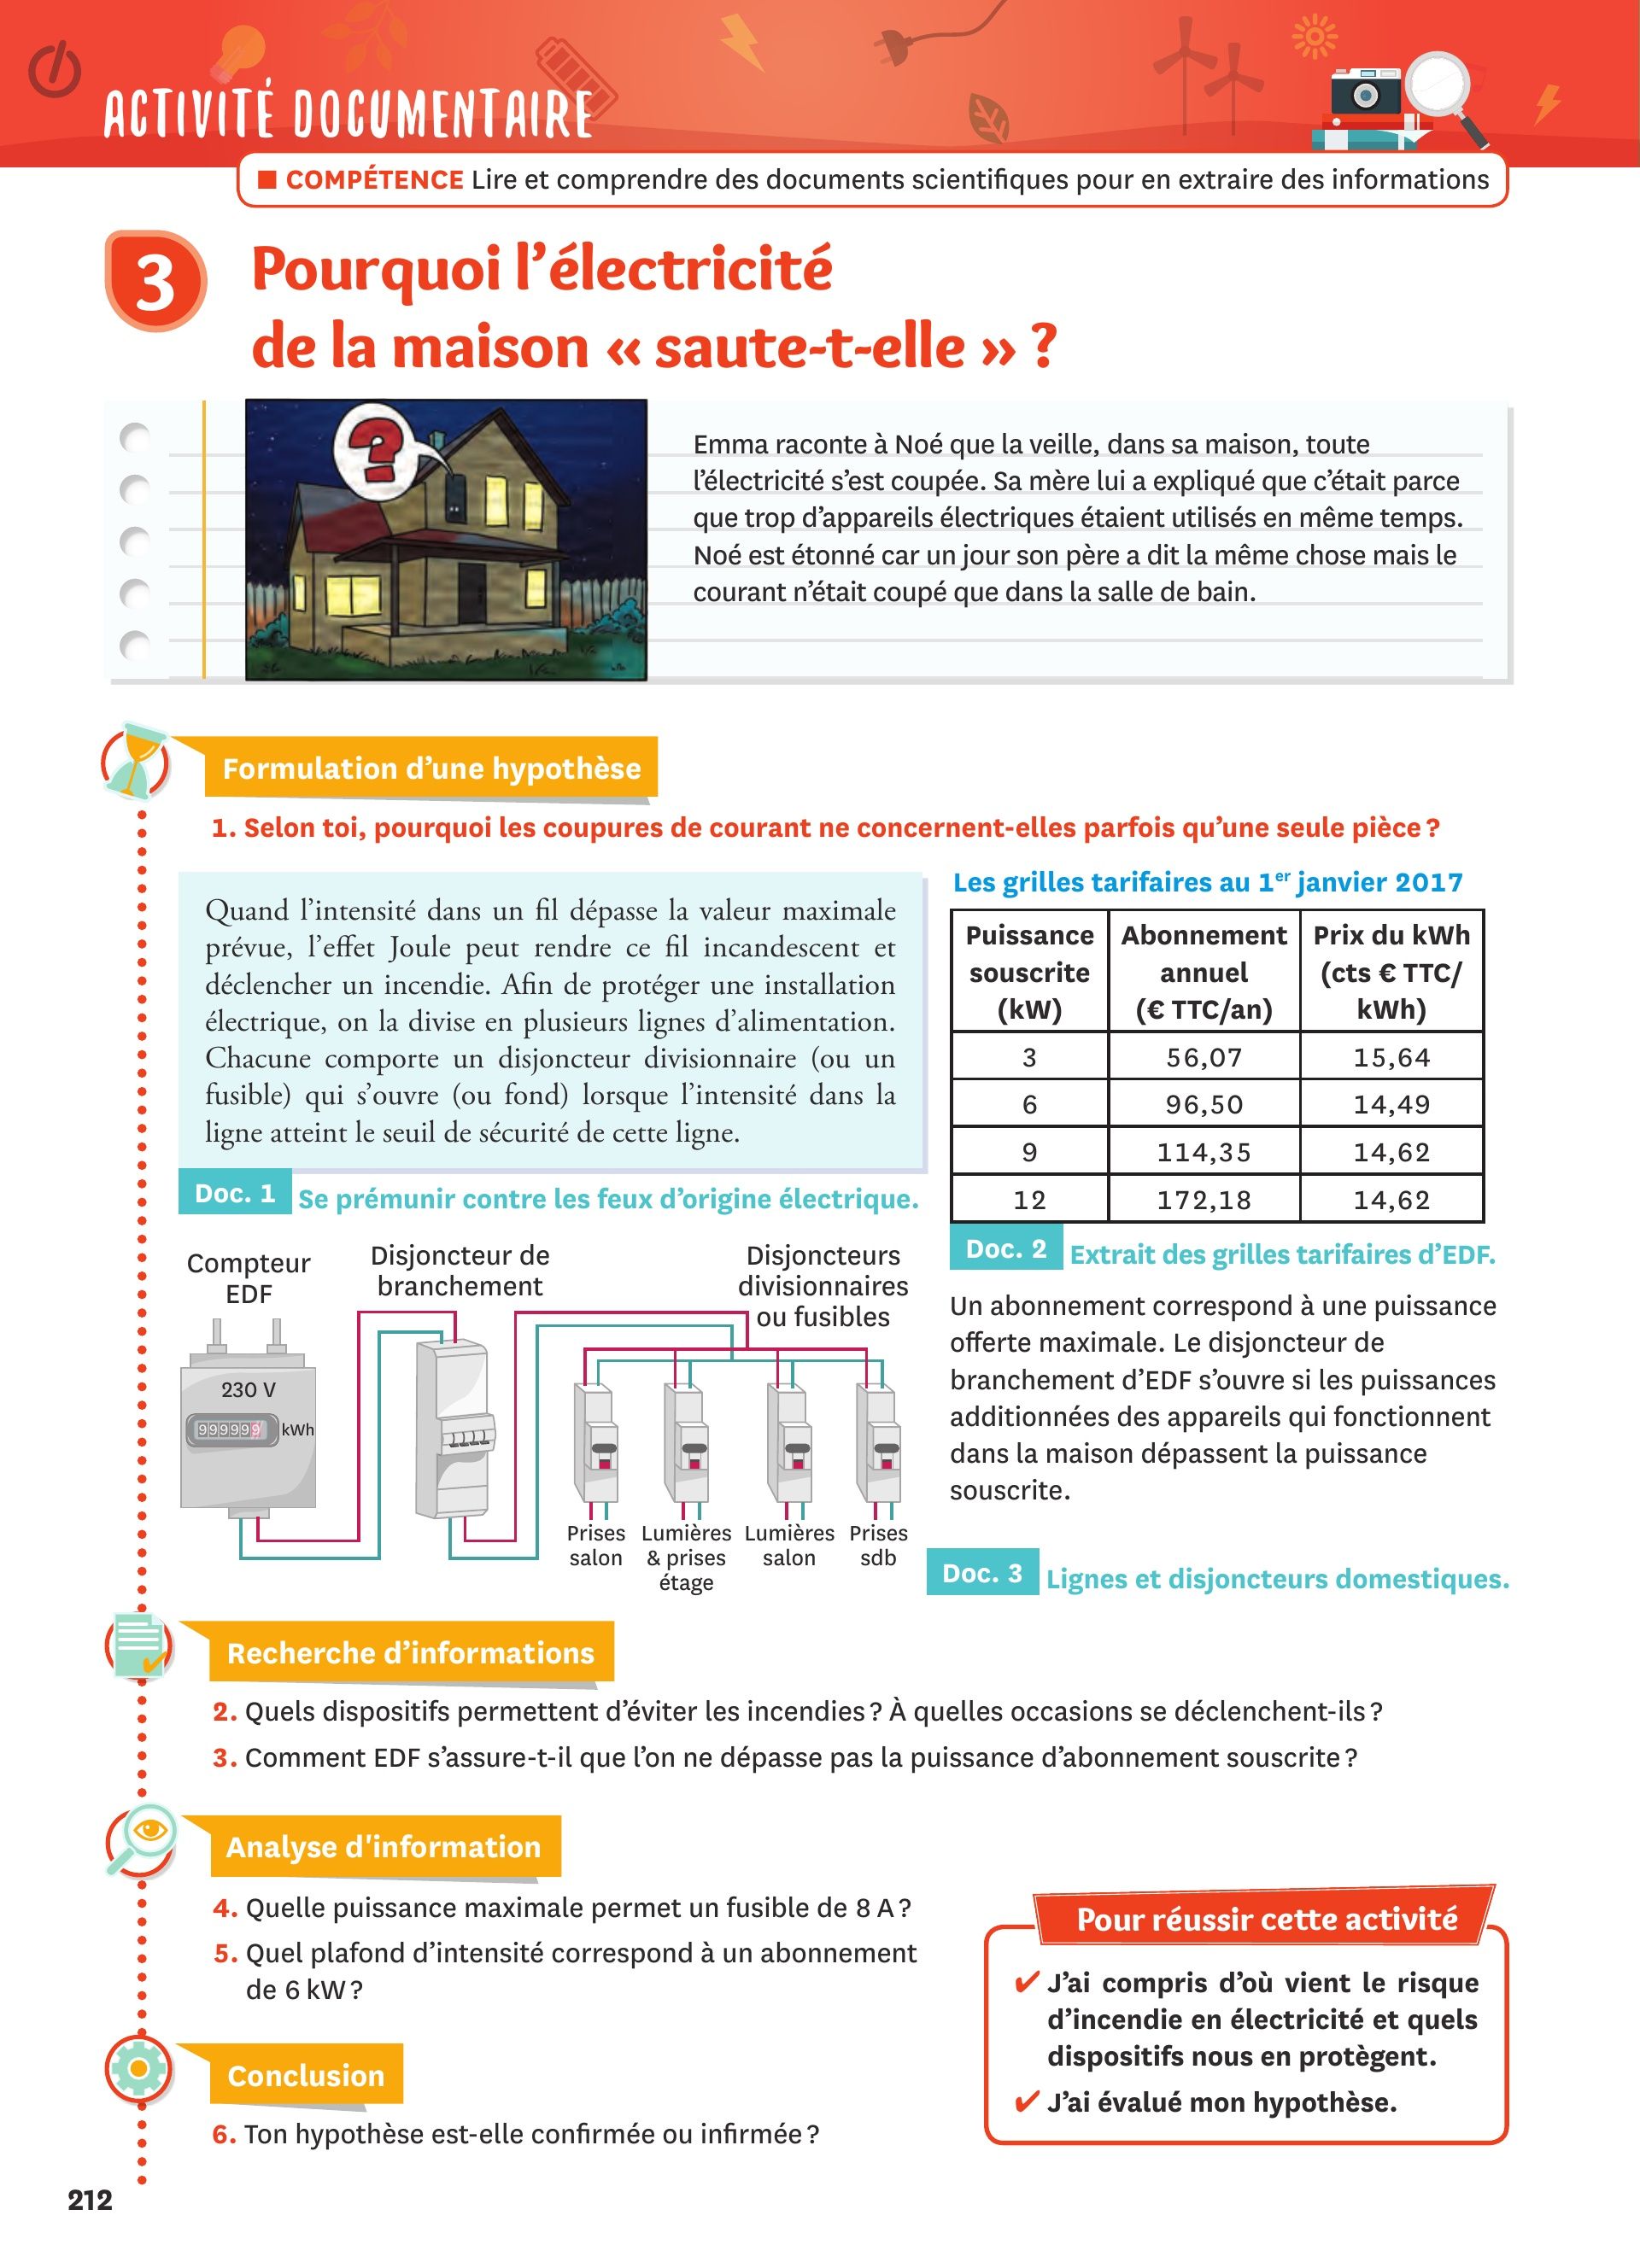 ACTIVITÉ DOCUMENTAIRE
■ COMPÉTENCE Lire et comprendre des documents scientifiques pour en extraire des informations
3
Pourquoi l’électricité
de la maison « saute-t-elle » ?
?
Emma raconte à Noé que la veille, dans sa maison, toute
l’électricité s’est coupée. Sa mère lui a expliqué que c’était parce
que trop d’appareils électriques étaient utilisés en même temps.
Noé est étonné car un jour son père a dit la même chose mais le
courant n’était coupé que dans la salle de bain.
Formulation d’une hypothèse
1. Selon toi, pourquoi les coupures de courant ne concernent-elles parfois qu’une seule pièce ?
Quand l’intensité dans un fil dépasse la valeur maximale
prévue, l’effet Joule peut rendre ce fil incandescent et
déclencher un incendie. Afin de protéger une installation
électrique, on la divise en plusieurs lignes d’alimentation.
Chacune comporte un disjoncteur divisionnaire (ou un
fusible) qui s’ouvre (ou fond) lorsque l’intensité dans la
ligne atteint le seuil de sécurité de cette ligne.
Doc. 1 Se prémunir contre les feux d’origine électrique.
Les grilles tarifaires au 1er janvier 2017
Puissance souscrite (kW) Abonnement annuel (€ TTC/an) Prix du kWh (cts € TTC/ kWh)
3 56,07 15,64
6 96,50 14,49
9 114,35 14,62
12 172,18 14,62
Doc. 2 Extrait des grilles tarifaires d’EDF.
Compteur
EDF
Disjoncteur de
branchement
Disjoncteurs
divisionnaires
ou fusibles
230 V
999999 kWh
Prises
salon
Lumières
& prises
étage
Lumières
salon
Prises
sdb
Un abonnement correspond à une puissance
offerte maximale. Le disjoncteur de
branchement d’EDF s’ouvre si les puissances
additionnées des appareils qui fonctionnent
dans la maison dépassent la puissance
souscrite.
Doc. 3 Lignes et disjoncteurs domestiques.
Recherche d’informations
2. Quels dispositifs permettent d’éviter les incendies ? À quelles occasions se déclenchent-ils ?
3. Comment EDF s’assure-t-il que l’on ne dépasse pas la puissance d’abonnement souscrite ?
Analyse d'information
4. Quelle puissance maximale permet un fusible de 8 A ?
5. Quel plafond d’intensité correspond à un abonnement
de 6 kW ?
Conclusion
6. Ton hypothèse est-elle confirmée ou infirmée ?
Pour réussir cette activité
✔ J’ai compris d’où vient le risque
d’incendie en électricité et quels
dispositifs nous en protègent.
✔ J’ai évalué mon hypothèse.
212